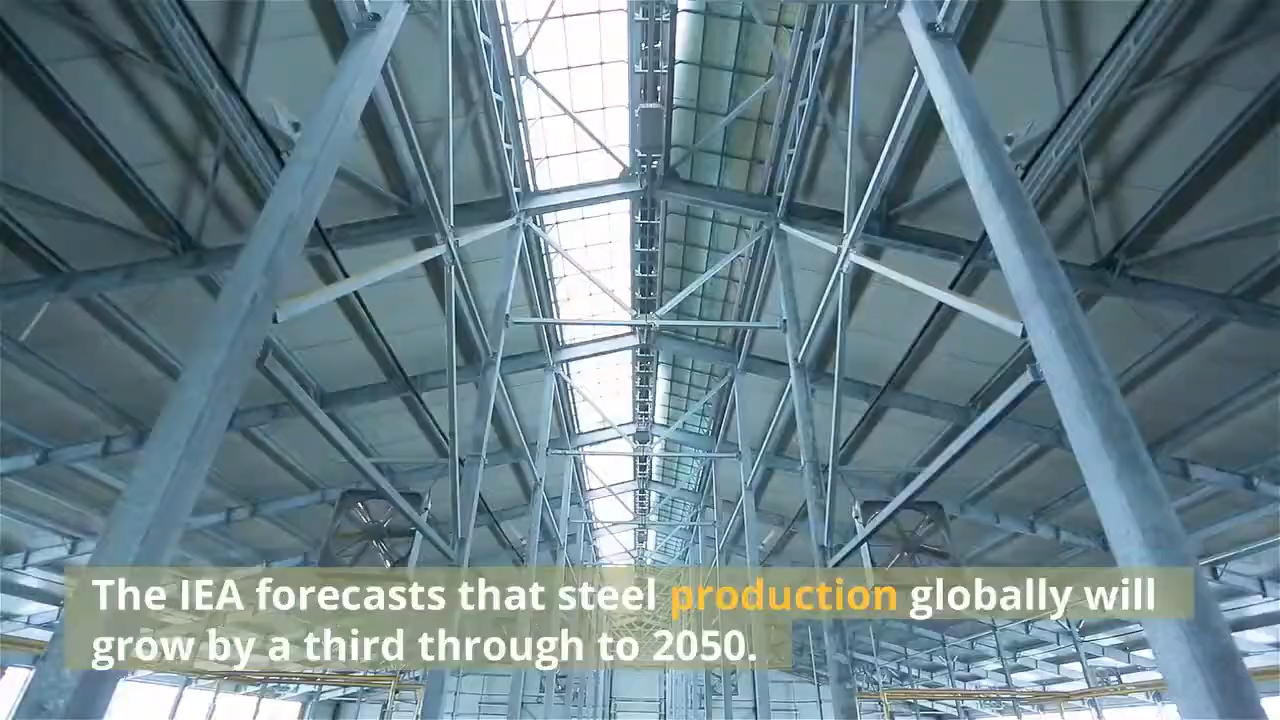 The IEA forecasts that steel production globally will
grow by a third through to 2050.